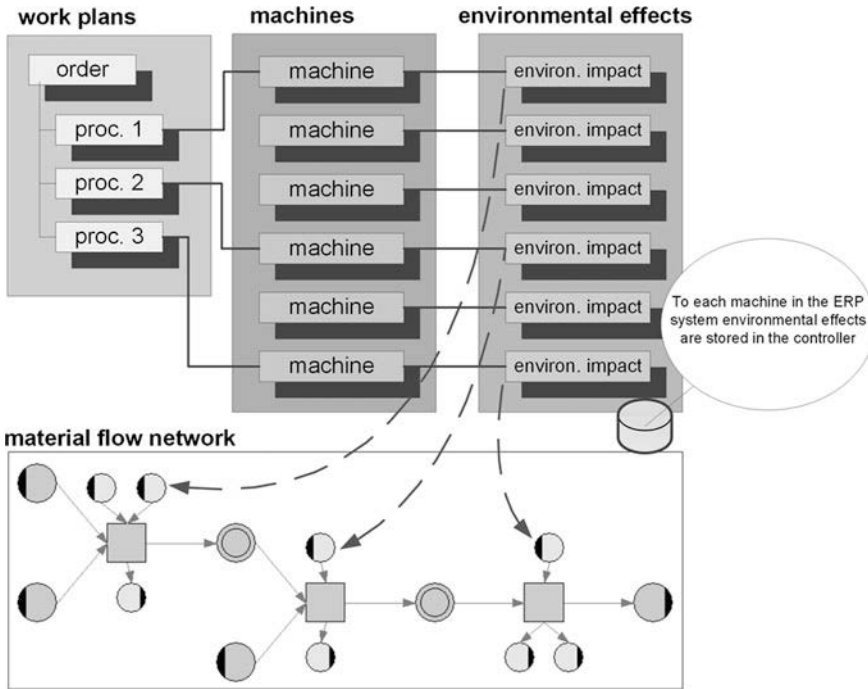 work plans
machines
environmental effects
order
proc. 1
proc. 2
proc. 3
machine
machine
machine
machine
machine
machine
environ. impact
environ. impact
environ. impact
environ. impact
environ. impact
environ. impact
To each machine in the ERP
system environmental effects
are stored in the controller
material flow network